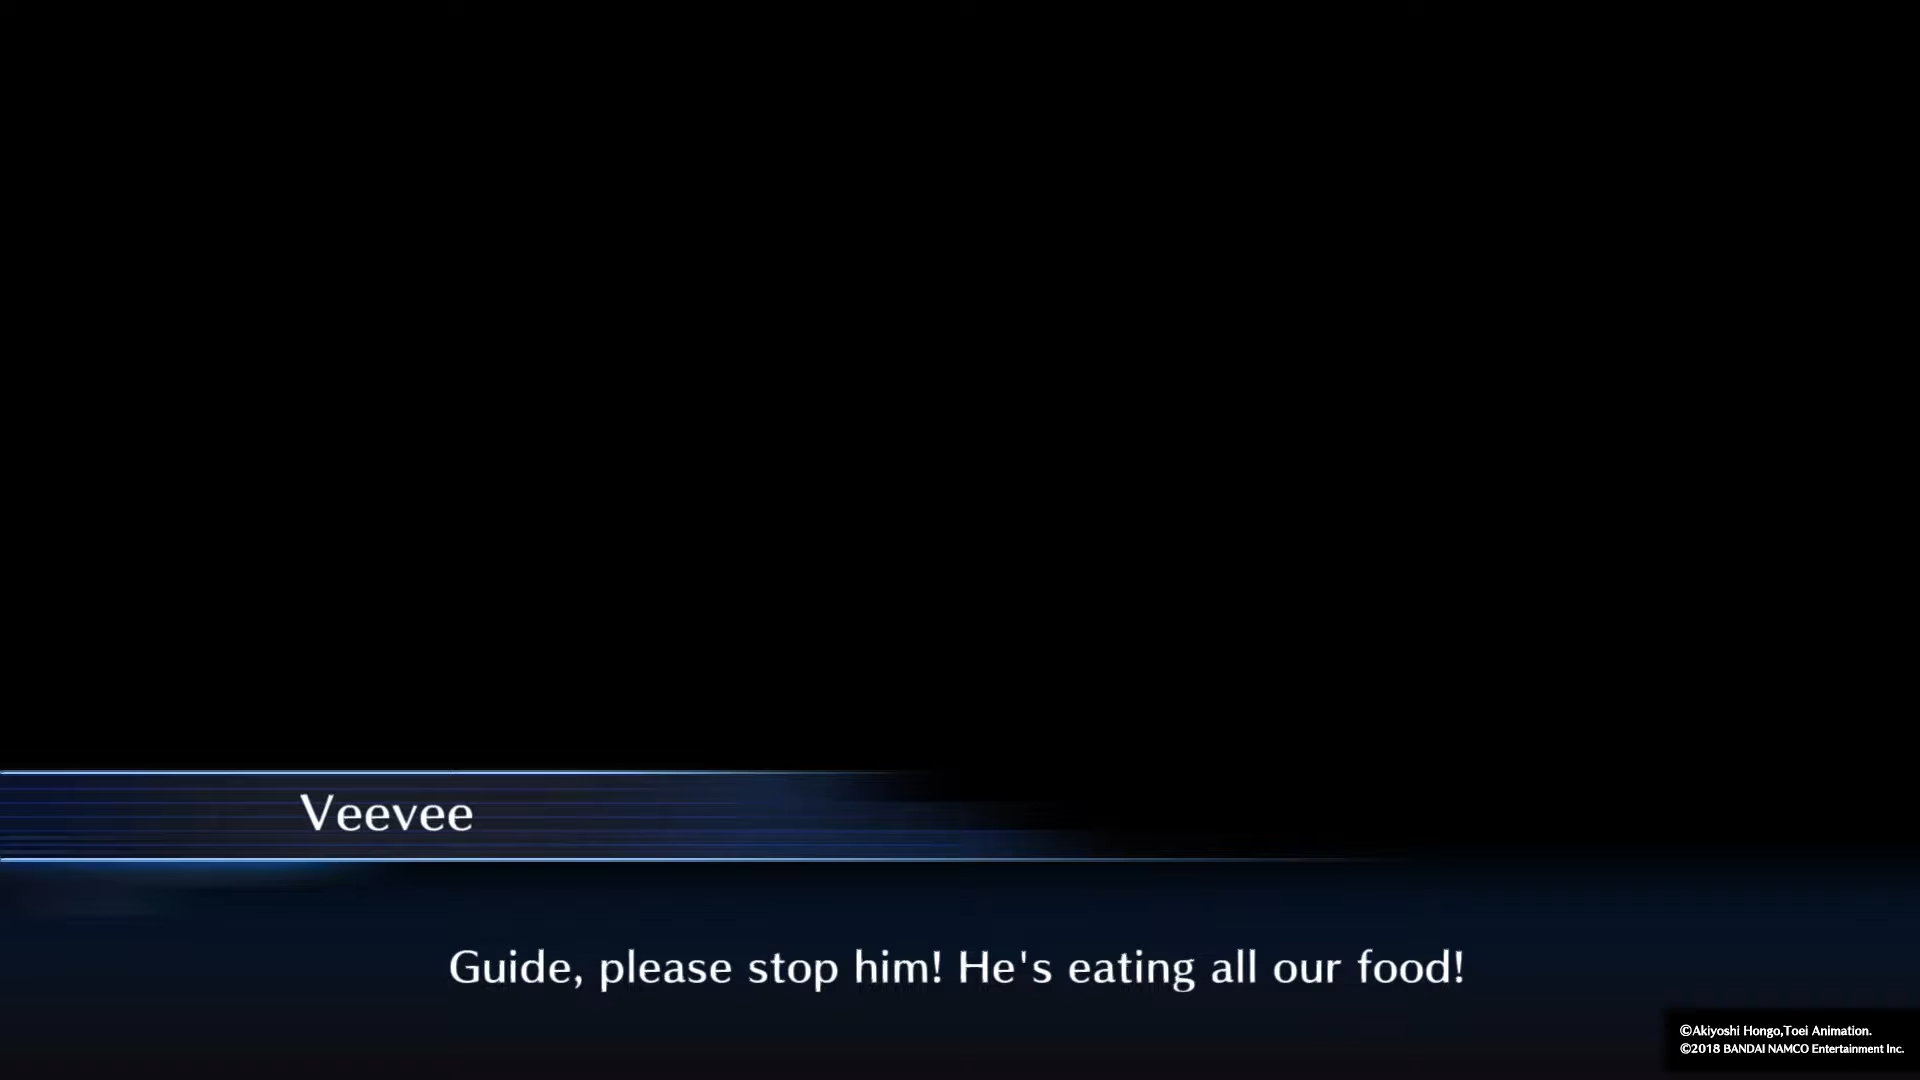 Veevee
Guide, please stop him! He's eating all our food!
©Akiyoshi Hongo,Toei Animation.
©2018 BANDAI NAMCO Entertainment Inc.